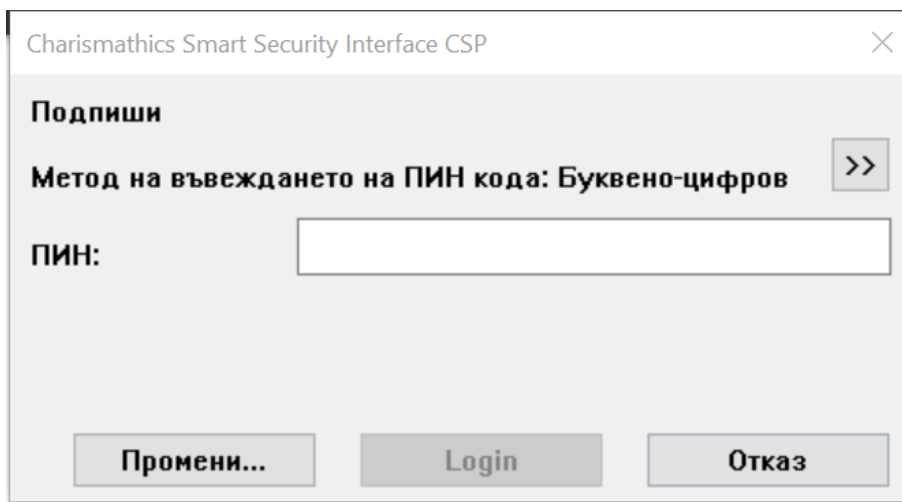 Charismathics Smart Security Interface CSP
Подпиши
Метод на въвеждането на ПИН кода: Буквено-цифров >>
ПИН:
Промени... Login Отказ